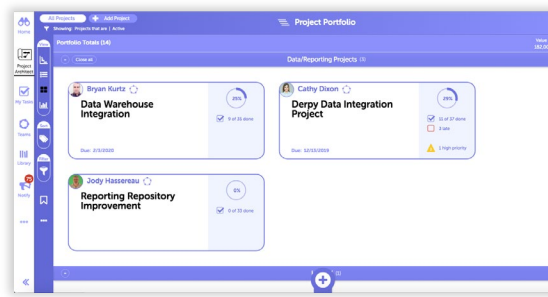 All Projects
Add Project
Project Portfolio
Showing: Projects that are | Active
Home
Portfolio Totals (14)
Value
Close all
Data/Reporting Projects (3)
Project
Architect
Bryan Kurtz
Data Warehouse
Integration
25%
9 of 35 done
Due: 2/3/2020
Cathy Dixon
Derpy Data Integration
Project
29%
11 of 37 done
3 late
1 high priority
Due: 12/13/2019
My Tasks
Teams
Library
75
Notify
Jody Hassereau
Reporting Repository
Improvement
0%
0 of 33 done